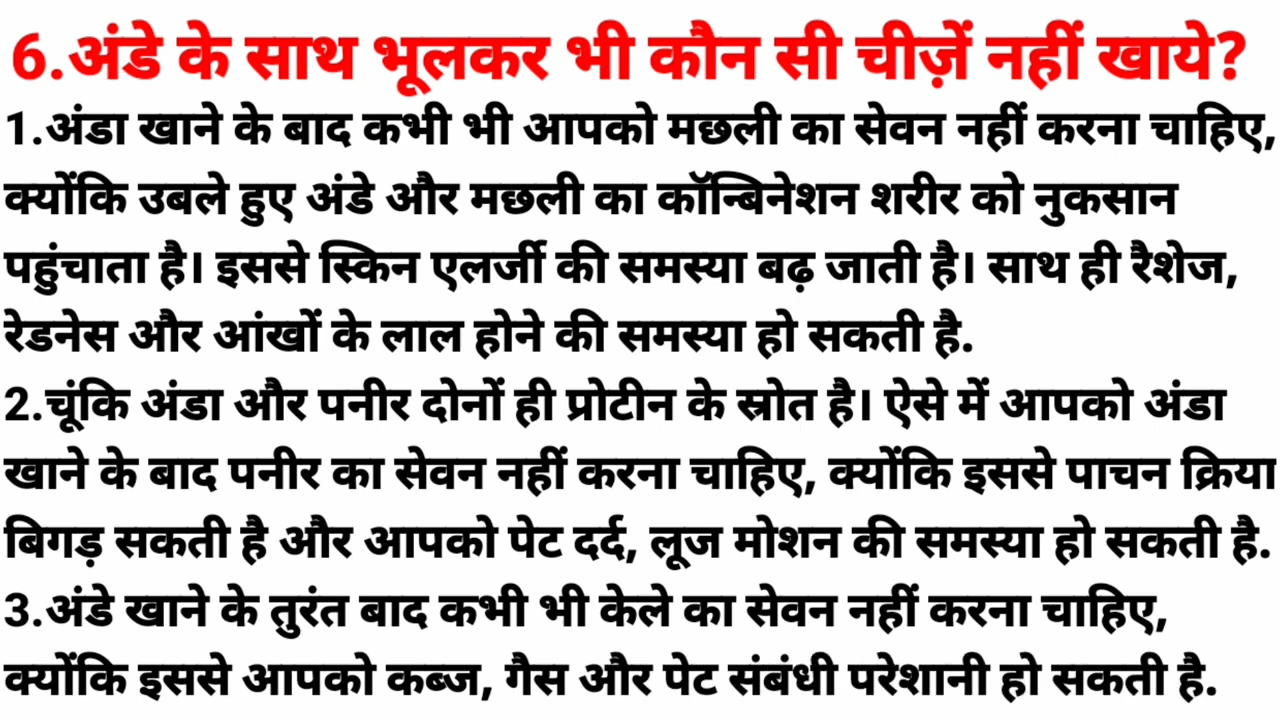 6.अंडे के साथ भूलकर भी कौन सी चीज़ें नहीं खाये?
1.अंडा खाने के बाद कभी भी आपको मछली का सेवन नहीं करना चाहिए,
क्योंकि उबले हुए अंडे और मछली का कॉम्बिनेशन शरीर को नुकसान
पहुंचाता है। इससे स्किन एलर्जी की समस्या बढ़ जाती है। साथ ही रैशेज,
रेडनेस और आंखों के लाल होने की समस्या हो सकती है.
2.चूंकि अंडा और पनीर दोनों ही प्रोटीन के स्रोत है। ऐसे में आपको अंडा
खाने के बाद पनीर का सेवन नहीं करना चाहिए, क्योंकि इससे पाचन क्रिया
बिगड़ सकती है और आपको पेट दर्द, लूज मोशन की समस्या हो सकती है.
3.अंडे खाने के तुरंत बाद कभी भी केले का सेवन नहीं करना चाहिए,
क्योंकि इससे आपको कब्ज, गैस और पेट संबंधी परेशानी हो सकती है.